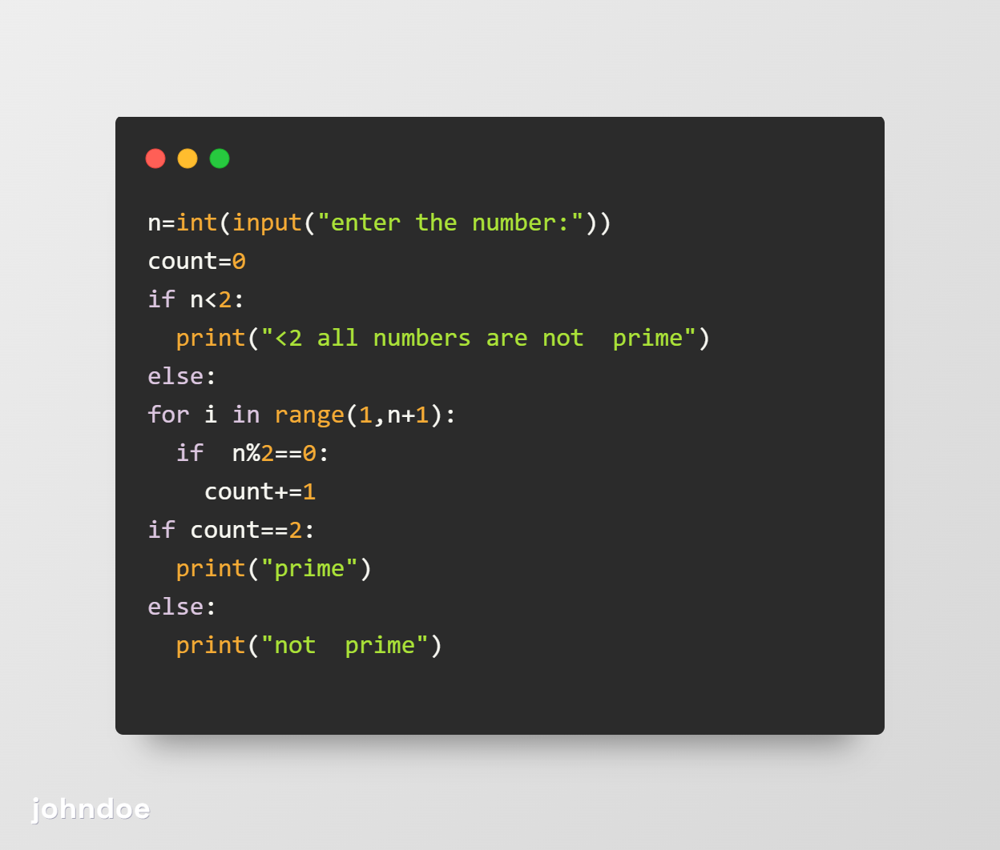 n=int(input("enter the number:"))
count=0
if n<2:
  print("<2 all numbers are not  prime")
else:
for i in range(1,n+1):
  if  n%2==0:
    count+=1
if count==2:
  print("prime")
else:
  print("not  prime")
johndoe